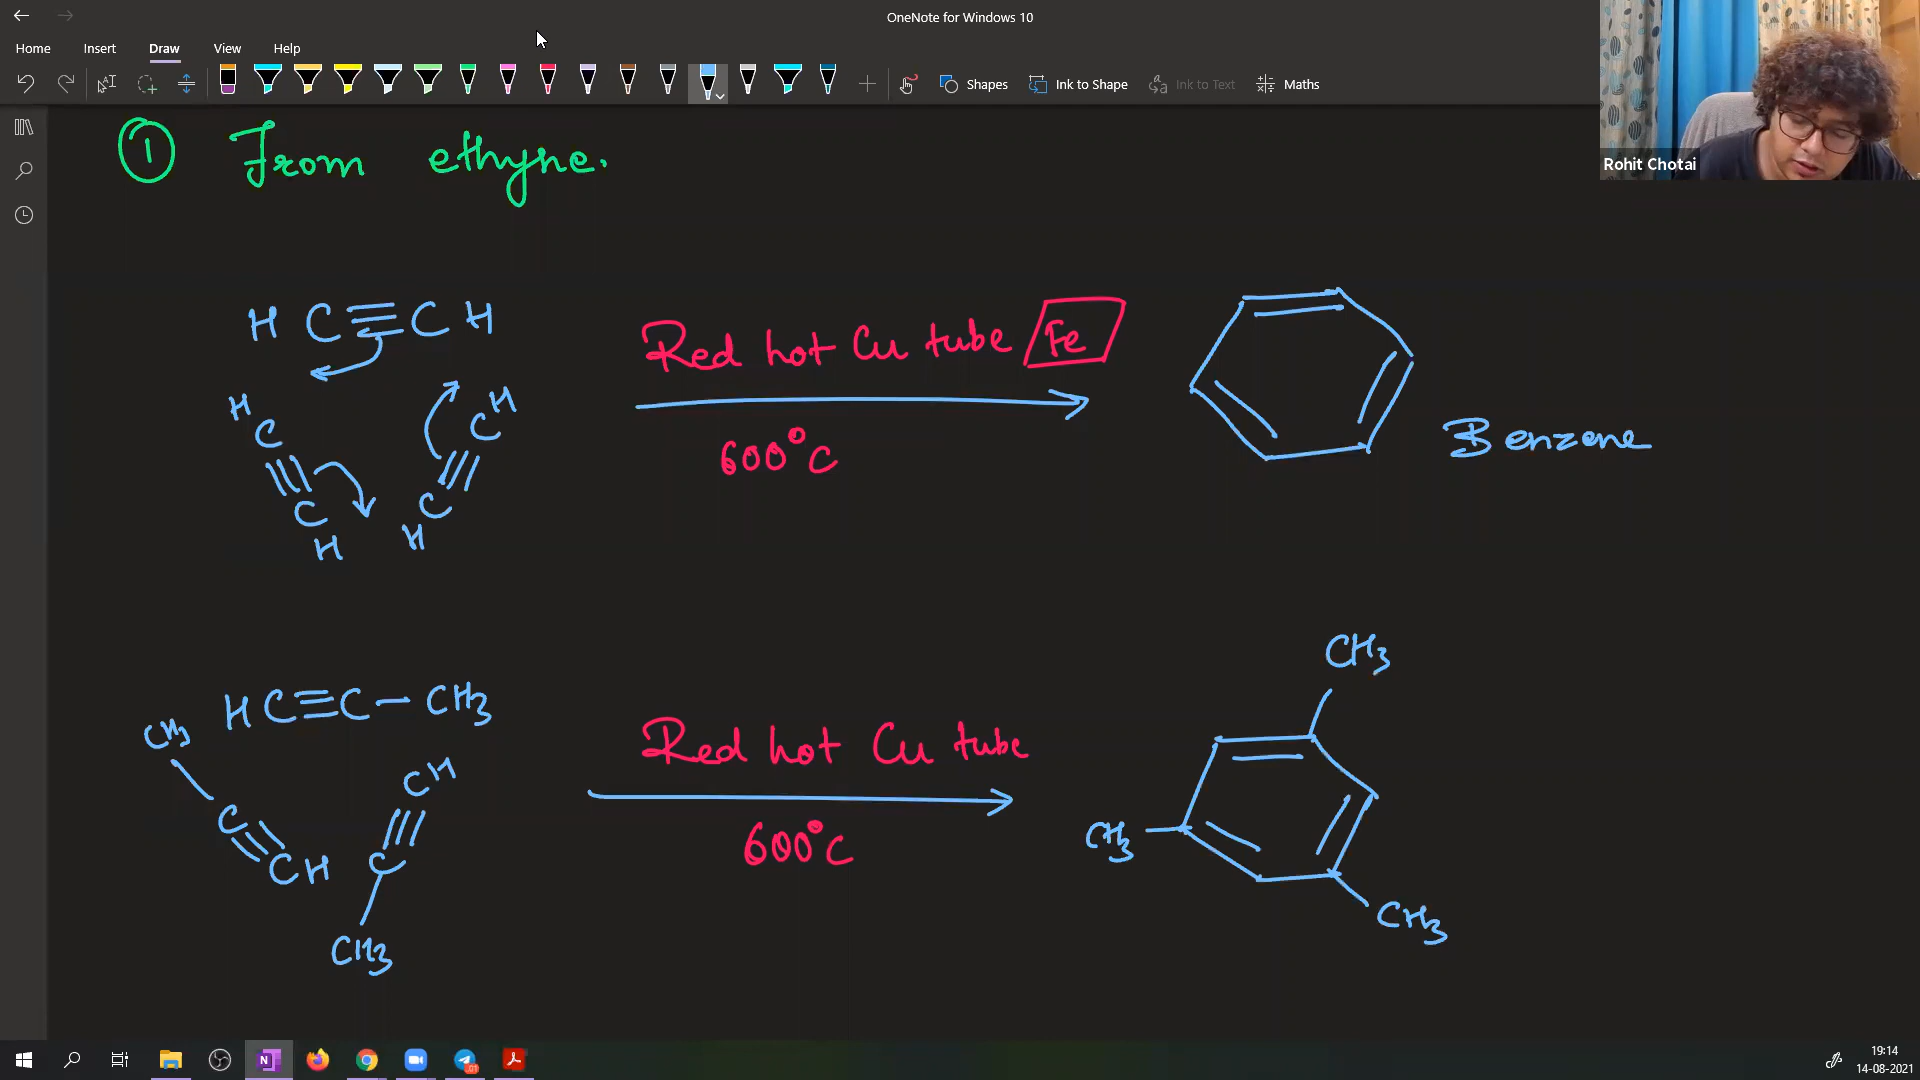 OneNote for Windows 10
Home Insert Draw View Help
Shapes Ink to Shape Ink to Text Maths
Rohit Chotai
① From ethyne.
H C≡C H
H C≡C H
H C≡C H
Red hot Cu tube / Fe
600°C
Benzene
HC≡C–CH3
CH3
C≡CH
CH
≡
C
CH3
Red hot Cu tube
600°C
CH3
CH3
CH3
19:14
14-08-2021